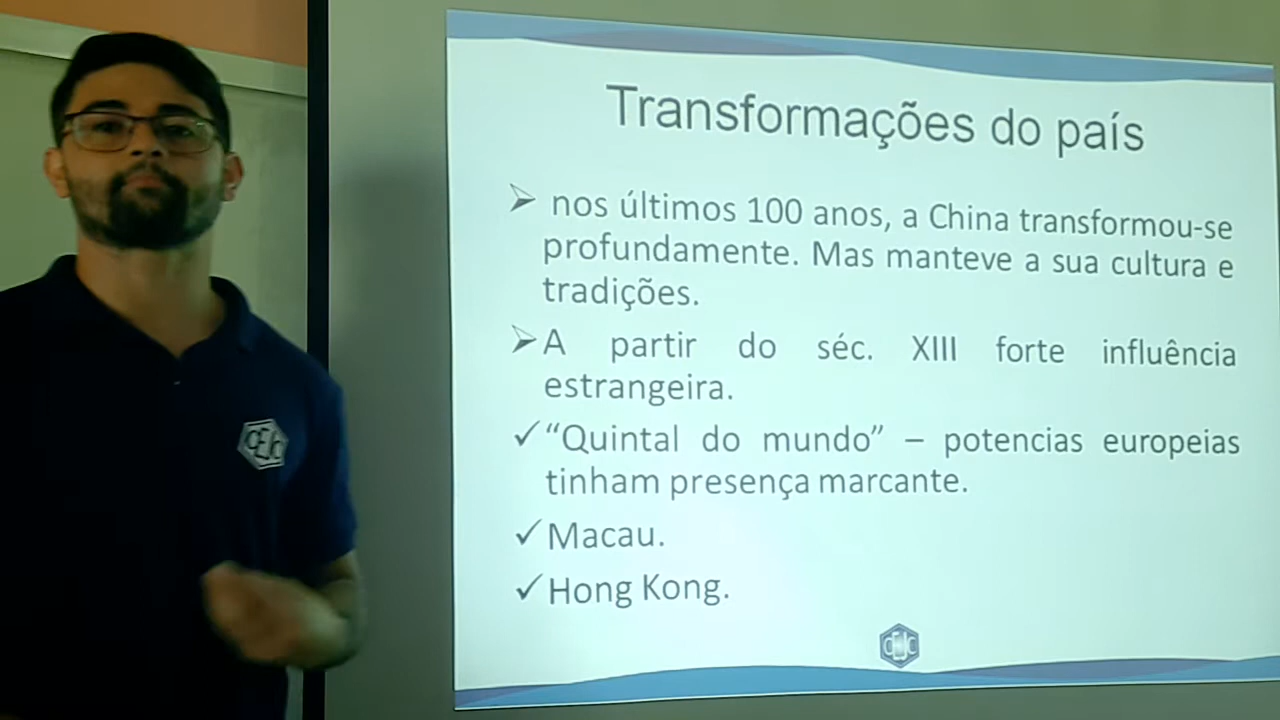 Transformações do país
nos últimos 100 anos, a China transformou-se
profundamente. Mas manteve a sua cultura e
tradições.
A partir do séc. XIII forte influência
estrangeira.
“Quintal do mundo” – potencias europeias
tinham presença marcante.
Macau.
Hong Kong.